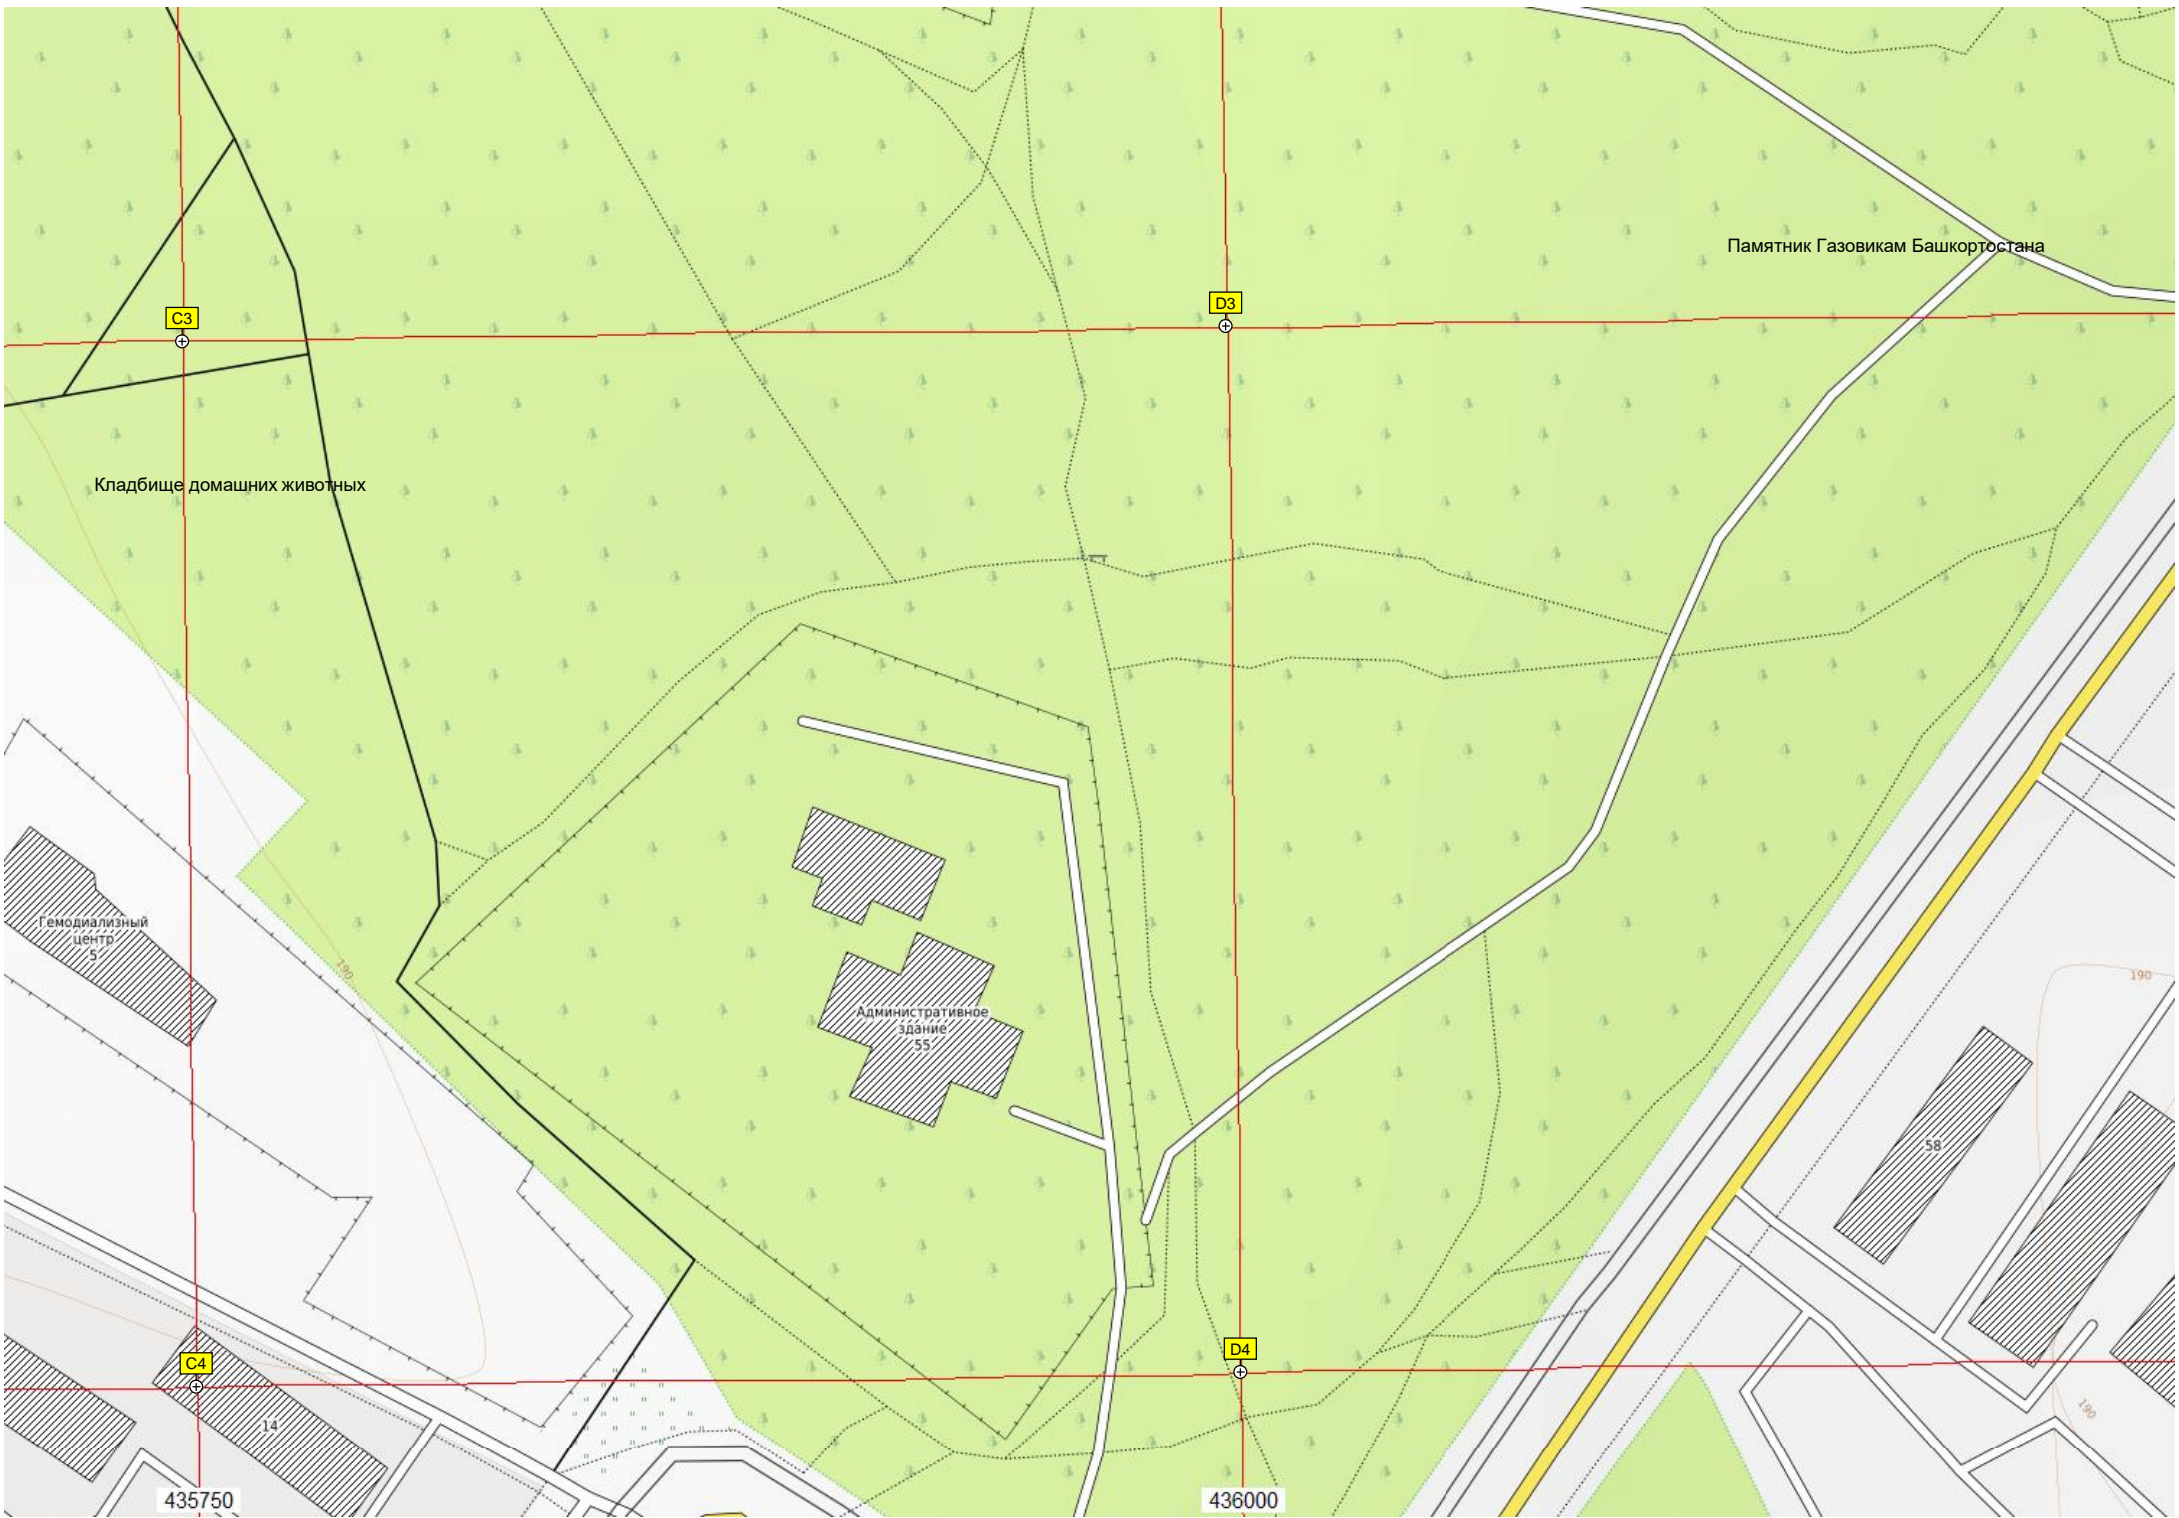 Памятник Газовикам Башкортостана
D3
C3
Кладбище домашних животных
Гемодиализный
центр
5
190
190
Административное
здание
55
58
D4
C4
14
190
435750
436000